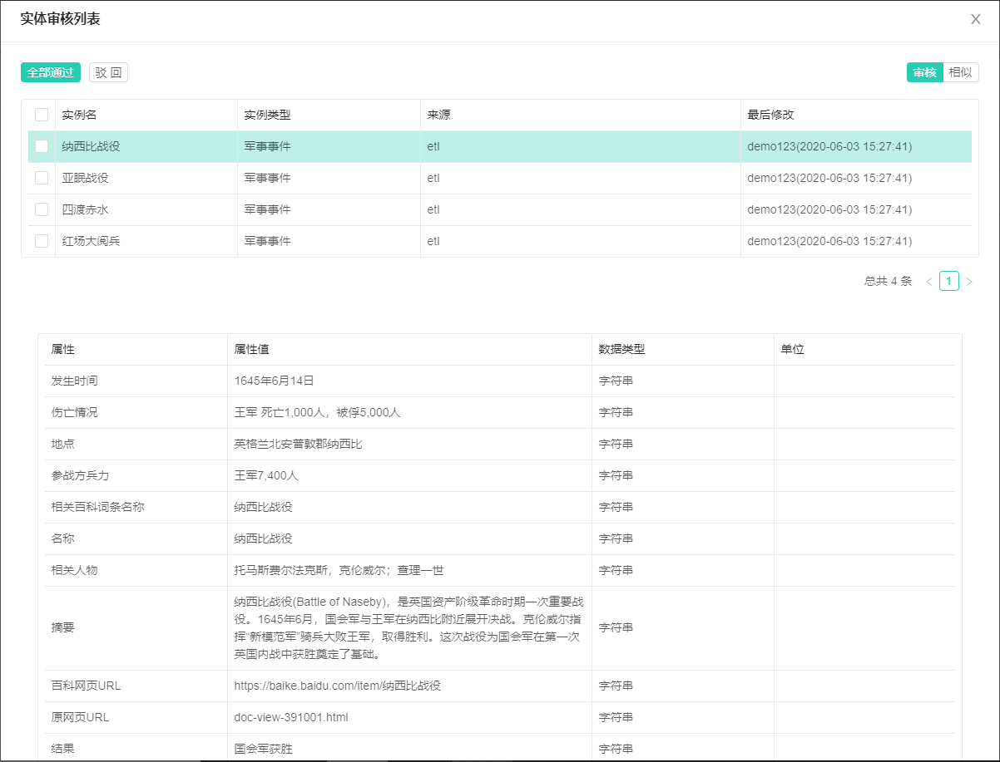 实体审核列表
全部通过 驳 回 审核 相似
实例名 实例类型 来源 最后修改
纳西比战役 军事事件 etl demo123(2020-06-03 15:27:41)
亚眠战役 军事事件 etl demo123(2020-06-03 15:27:41)
四渡赤水 军事事件 etl demo123(2020-06-03 15:27:41)
红场大阅兵 军事事件 etl demo123(2020-06-03 15:27:41)
总共 4 条 < 1 >
属性 属性值 数据类型 单位
发生时间 1645年6月14日 字符串
伤亡情况 王军 死亡1,000人，被俘5,000人 字符串
地点 英格兰北安普敦郡纳西比 字符串
参战方兵力 王军7,400人 字符串
相关百科词条名称 纳西比战役 字符串
名称 纳西比战役 字符串
相关人物 托马斯费尔法克斯，克伦威尔；查理一世 字符串
纳西比战役(Battle of Naseby)，是英国资产阶级革命时期一次重要战
役。1645年6月，国会军与王军在纳西比附近展开决战。克伦威尔指
摘要 字符串
挥“新模范军”骑兵大败王军，取得胜利。这次战役为国会军在第一次
英国内战中获胜奠定了基础。
百科网页URL https://baike.baidu.com/item/纳西比战役 字符串
原网页URL doc-view-391001.html 字符串
结果 国会军获胜 字符串